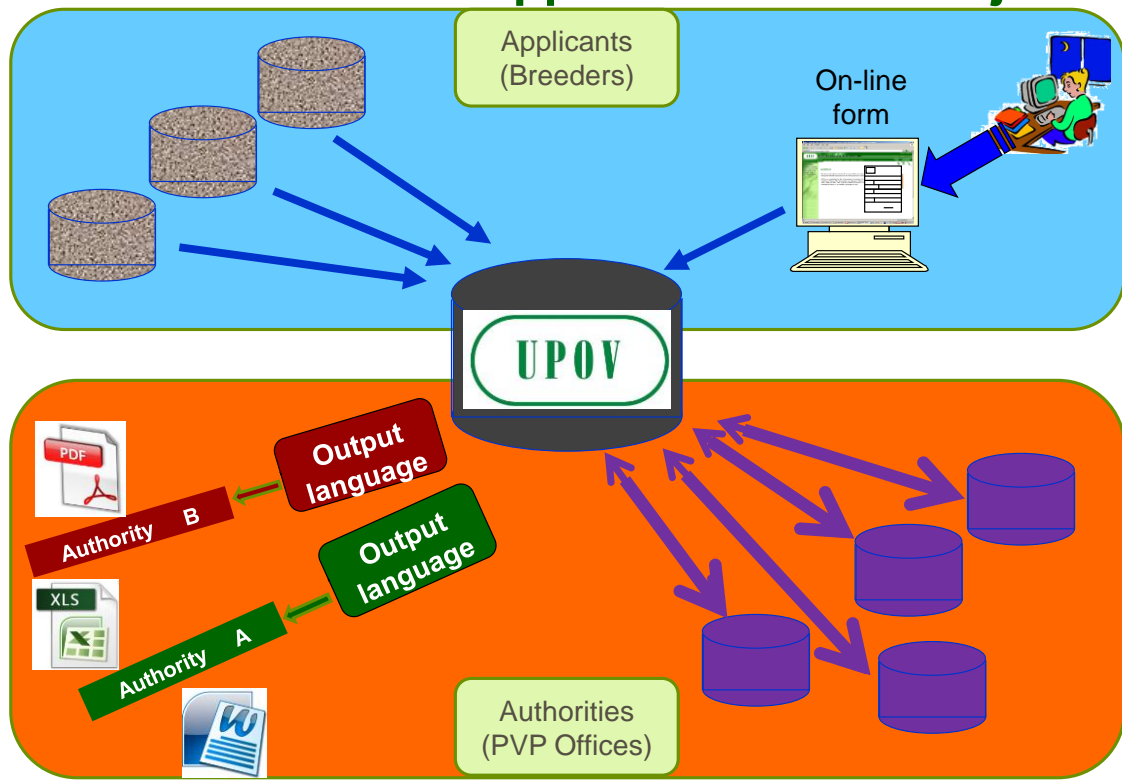 Applicants
(Breeders)
On-line
form
UPOV
Output
language
PDF
Authority B
Output
language
XLS
Authority A
W
Authorities
(PVP Offices)